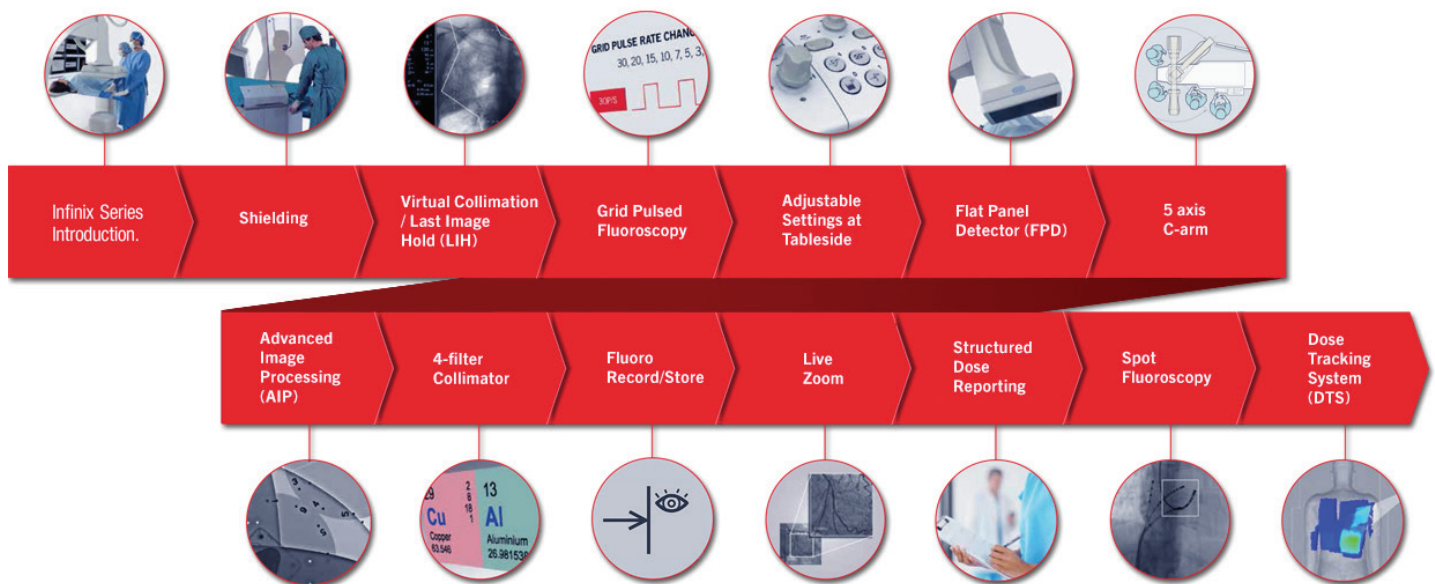 GRID PULSE RATE CHAN
30, 20, 15, 10, 7, 5, 3,
30P/S
Infinix Series
Introduction.
Shielding
Virtual Collimation
/ Last Image
Hold (LIH)
Grid Pulsed
Fluoroscopy
Adjustable
Settings at
Tableside
Flat Panel
Detector (FPD)
5 axis
C-arm
Advanced
Image
Processing
(AIP)
4-filter
Collimator
Fluoro
Record/Store
Live
Zoom
Structured
Dose
Reporting
Spot
Fluoroscopy
Dose
Tracking
System
(DTS)
29
2
8
18
1
Cu
Copper
63.546
13
Al
Aluminium
26.981538